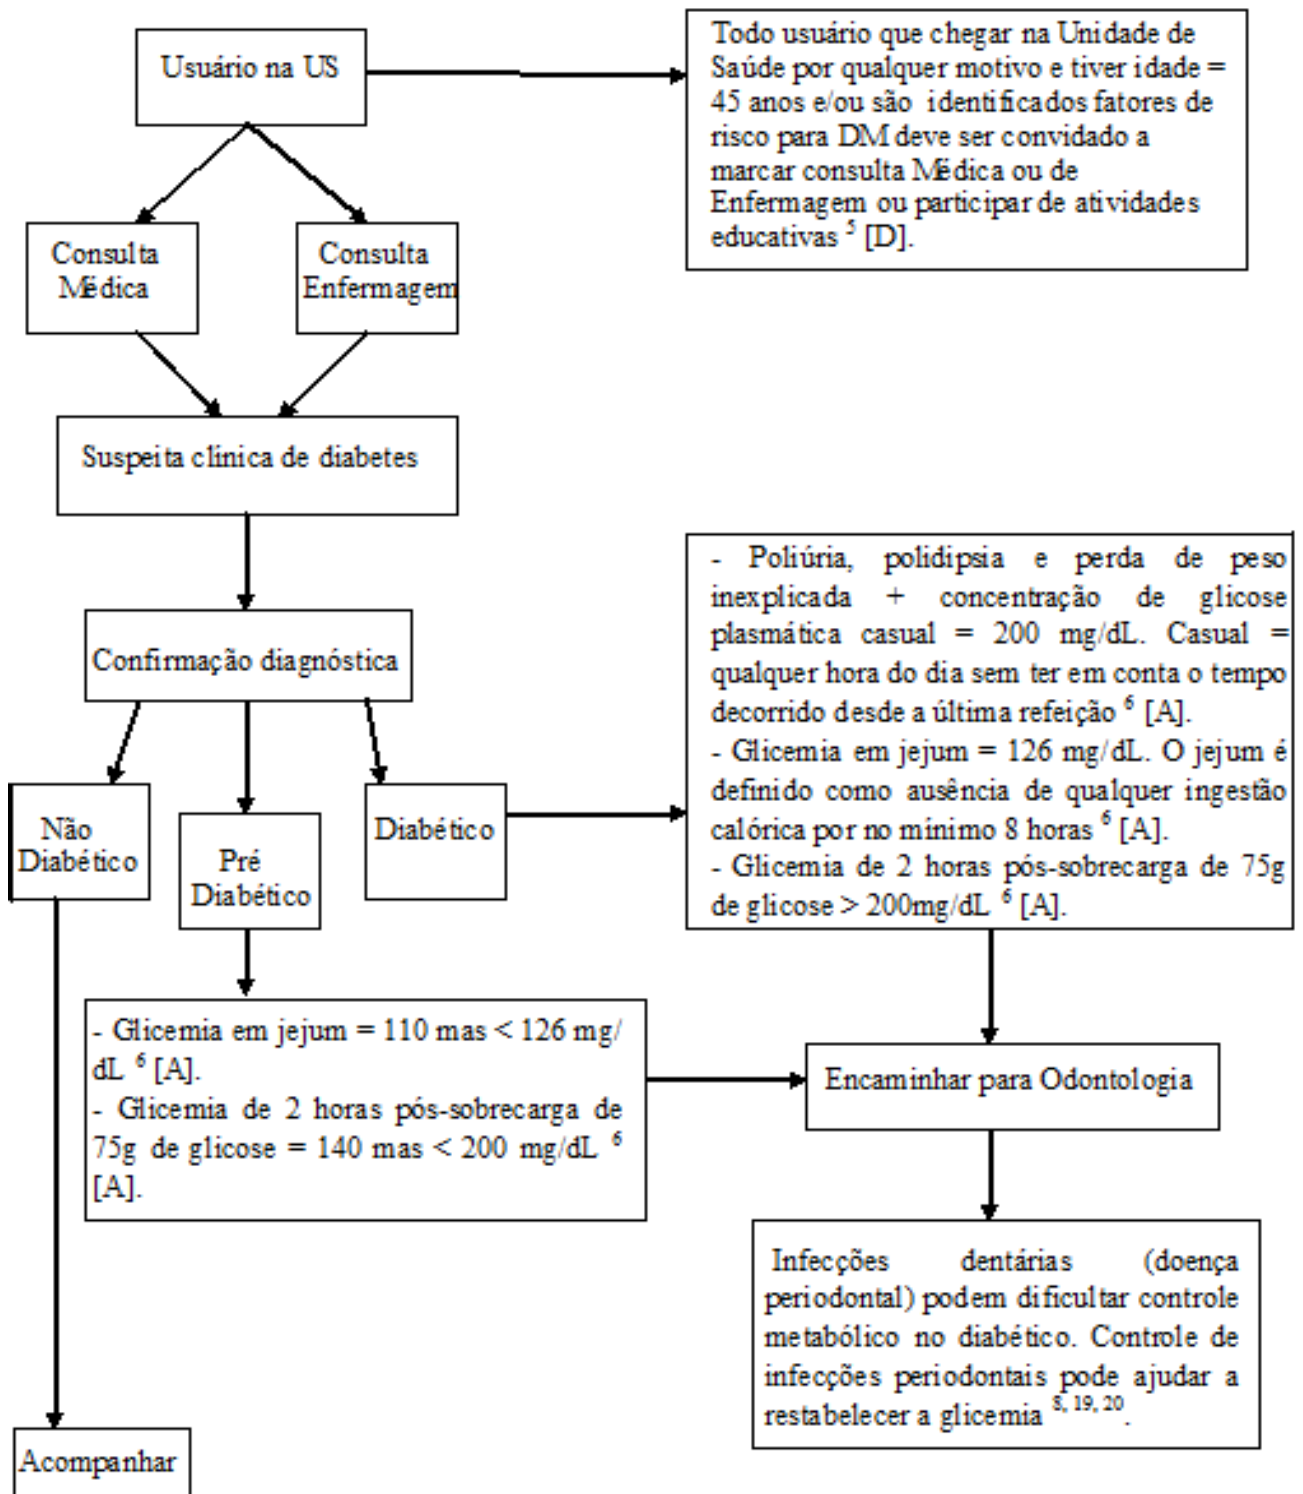 Usuário na US
Todo usuário que chegar na Unidade de
Saúde por qualquer motivo e tiver idade =
45 anos e/ou são identificados fatores de
risco para DM deve ser convidado a
marcar consulta Médica ou de
Enfermagem ou participar de atividades
educativas 5 [D].
Consulta
Médica
Consulta
Enfermagem
Suspeita clínica de diabetes
Confirmação diagnóstica
- Poliúria, polidipsia e perda de peso
inexplicada + concentração de glicose
plasmática casual = 200 mg/dL. Casual =
qualquer hora do dia sem ter em conta o tempo
decorrido desde a última refeição 6 [A].
- Glicemia em jejum = 126 mg/dL. O jejum é
definido como ausência de qualquer ingestão
calórica por no mínimo 8 horas 6 [A].
- Glicemia de 2 horas pós-sobrecarga de 75g
de glicose > 200mg/dL 6 [A].
Não
Diabético
Pré
Diabético
Diabético
- Glicemia em jejum = 110 mas < 126 mg/
dL 6 [A].
- Glicemia de 2 horas pós-sobrecarga de
75g de glicose = 140 mas < 200 mg/dL 6
[A].
Encaminhar para Odontologia
Infecções dentárias (doença
periodontal) podem dificultar controle
metabólico no diabético. Controle de
infecções periodontais pode ajudar a
restabelecer a glicemia 8, 19, 20.
Acompanhar